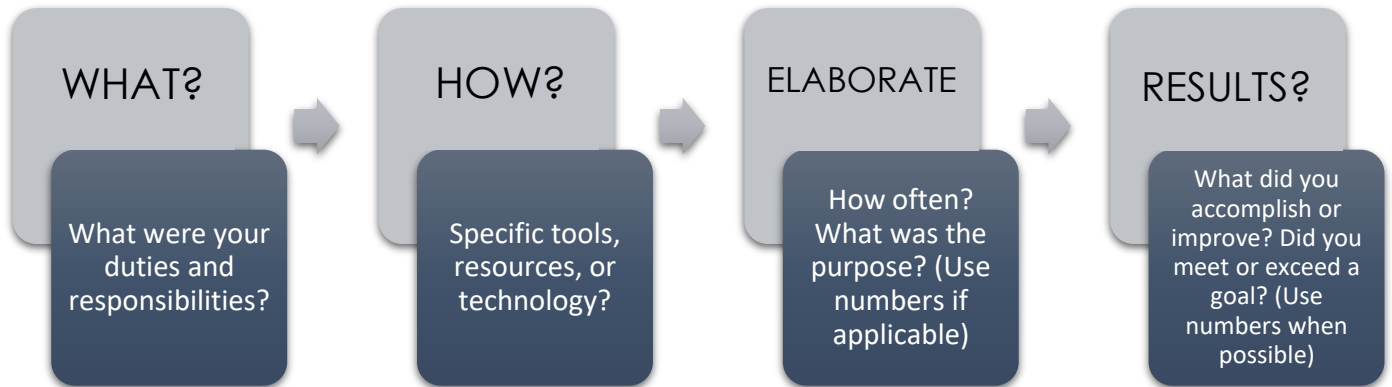 WHAT?
What were your
duties and
responsibilities?
HOW?
Specific tools,
resources, or
technology?
ELABORATE
How often?
What was the
purpose? (Use
numbers if
applicable)
RESULTS?
What did you
accomplish or
improve? Did you
meet or exceed a
goal? (Use
numbers when
possible)